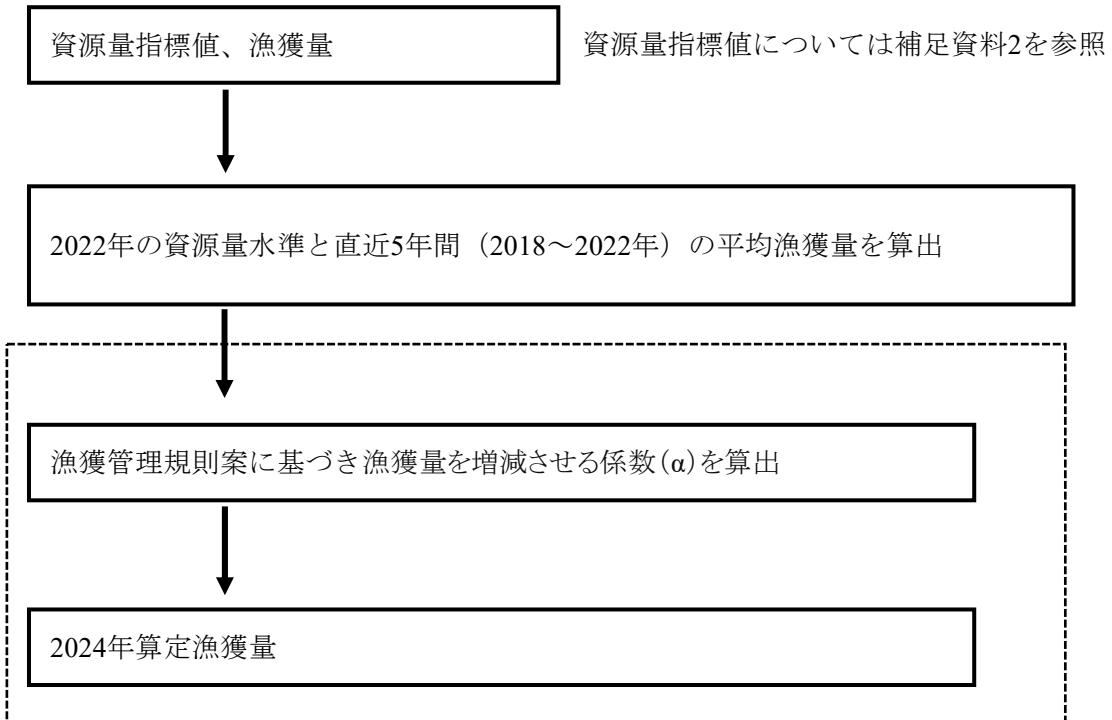 資源量指標値、漁獲量
資源量指標値については補足資料2を参照
2022年の資源量水準と直近5年間（2018～2022年）の平均漁獲量を算出
漁獲管理規則案に基づき漁獲量を増減させる係数(α)を算出
2024年算定漁獲量